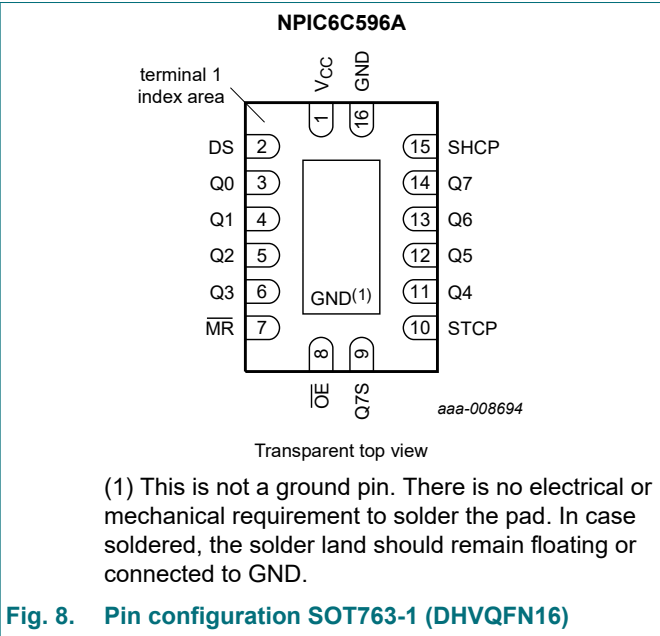 NPIC6C596A
terminal 1
index area
VCC
GND
1
16
DS 2
15 SHCP
Q0 3
14 Q7
Q1 4
13 Q6
Q2 5
12 Q5
Q3 6
GND(1)
11 Q4
MR 7
10 STCP
8
9
OE
Q7S
aaa-008694
Transparent top view
(1) This is not a ground pin. There is no electrical or
mechanical requirement to solder the pad. In case
soldered, the solder land should remain floating or
connected to GND.
Fig. 8. Pin configuration SOT763-1 (DHVQFN16)